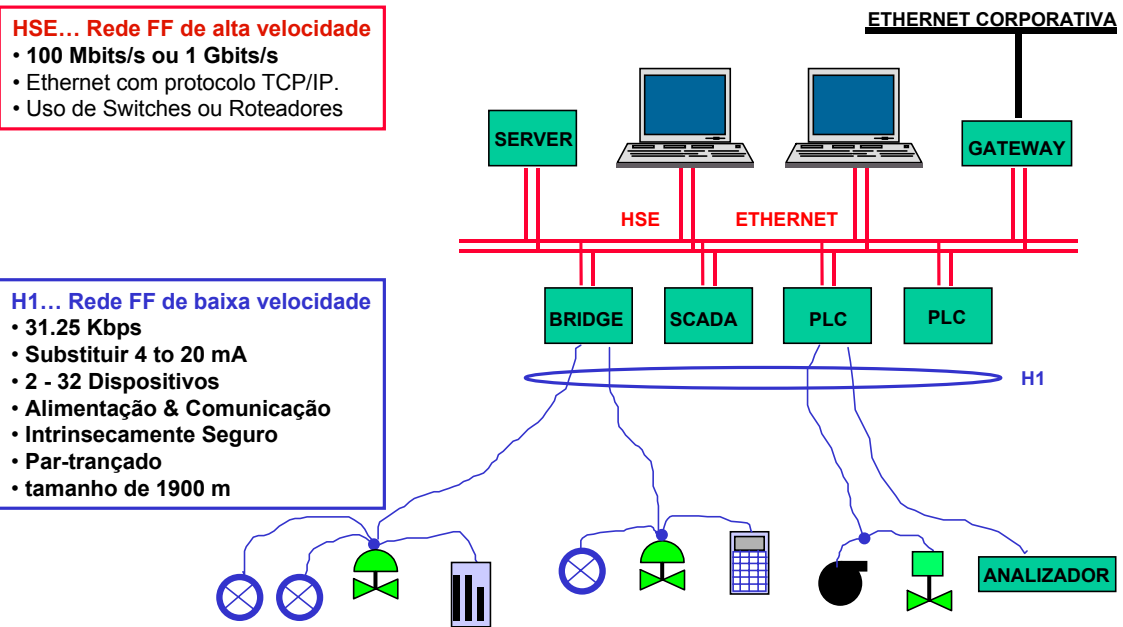 HSE… Rede FF de alta velocidade
• 100 Mbits/s ou 1 Gbits/s
• Ethernet com protocolo TCP/IP.
• Uso de Switches ou Roteadores
ETHERNET CORPORATIVA
SERVER
GATEWAY
HSE ETHERNET
BRIDGE
SCADA
PLC
PLC
H1
H1… Rede FF de baixa velocidade
• 31.25 Kbps
• Substituir 4 to 20 mA
• 2 - 32 Dispositivos
• Alimentação & Comunicação
• Intrinsecamente Seguro
• Par-trançado
• tamanho de 1900 m
ANALIZADOR